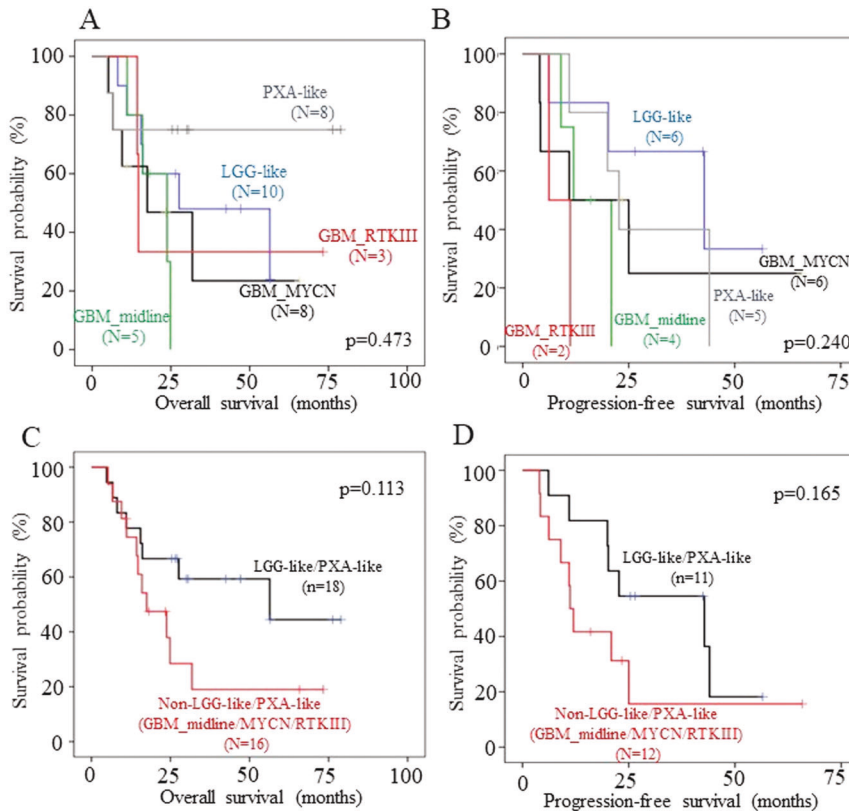 A
Survival probability (%)
100
80
60
40
20
0
PXA-like
(N=8)
LGG-like
(N=10)
GBM_RTKIII
(N=3)
GBM_MYCN
(N=8)
GBM_midline
(N=5)
p=0.473
0 25 50 75 100
Overall survival (months)
B
Survival probability (%)
100
80
60
40
20
0
LGG-like
(N=6)
GBM_MYCN
(N=6)
PXA-like
(N=5)
GBM_RTKIII
(N=2)
GBM_midline
(N=4)
p=0.240
0 25 50 75
Progression-free survival (months)
C
Survival probability (%)
100
80
60
40
20
0
p=0.113
LGG-like/PXA-like
(n=18)
Non-LGG-like/PXA-like
(GBM_midline/MYCN/RTKIII)
(N=16)
0 25 50 75 100
Overall survival (months)
D
Survival probability (%)
100
80
60
40
20
0
p=0.165
LGG-like/PXA-like
(n=11)
Non-LGG-like/PXA-like
(GBM_midline/MYCN/RTKIII)
(N=12)
0 25 50 75
Progression-free survival (months)